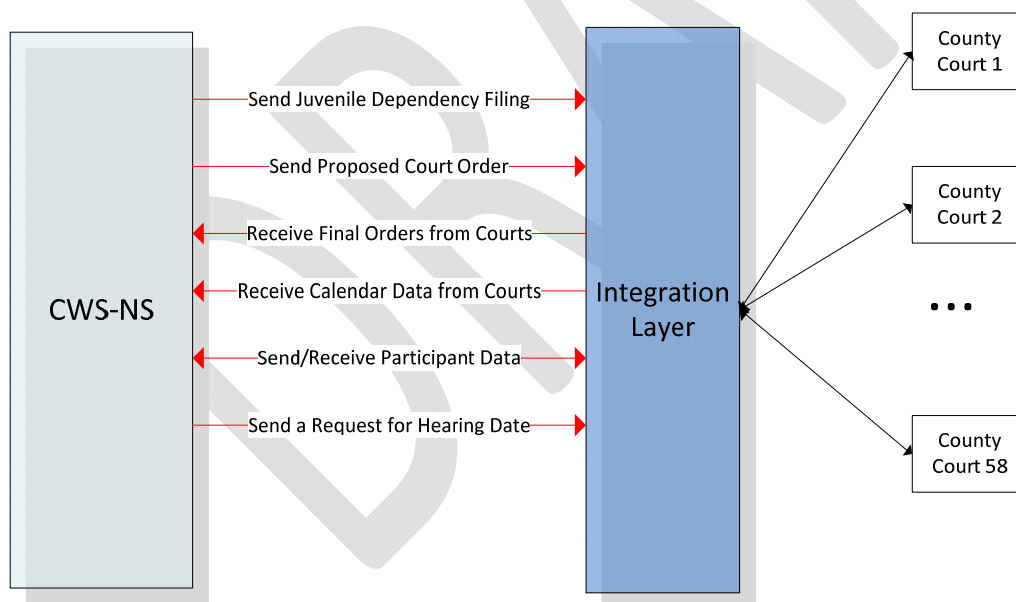 CWS-NS
Send Juvenile Dependency Filing
Send Proposed Court Order
Receive Final Orders from Courts
Receive Calendar Data from Courts
Send/Receive Participant Data
Send a Request for Hearing Date
Integration
Layer
County
Court 1
County
Court 2
...
County
Court 58
DRAFT